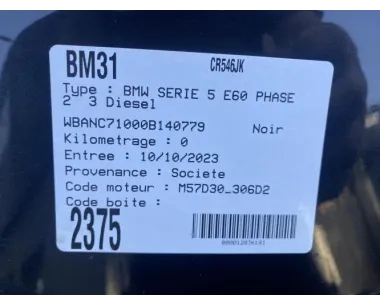 BM31 CR546JK
Type : BMW SERIE 5 E60 PHASE
2 3 Diesel
WBANC71000B140779 Noir
Kilometrage : 0
Entree : 10/10/2023
Provenance : Societe
Code moteur : M57D30_306D2
Code boite :
2375